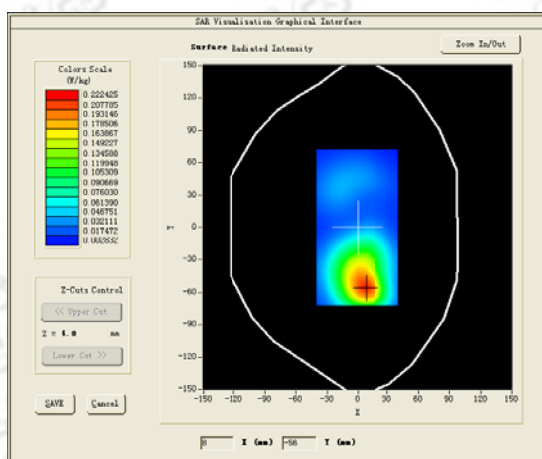 SAR Visualisation Graphical Interface
Surface Radiated Intensity
Zoom In/Out
Colors Scale
(W/kg)
0.222425
0.207785
0.193146
0.178506
0.163867
0.149227
0.134588
0.119948
0.105309
0.090669
0.076030
0.061390
0.046751
0.032111
0.017472
0.002832
150
120
90
60
30
0
-30
-60
-90
-120
-150
Y
-150 -120 -90 -60 -30 0 30 60 90 120 150
X
Z-Cuts Control
<< Upper Cut
Z = 4.0 mm
Lower Cut >>
SAVE Cancel
8 X (mm) -56 Y (mm)